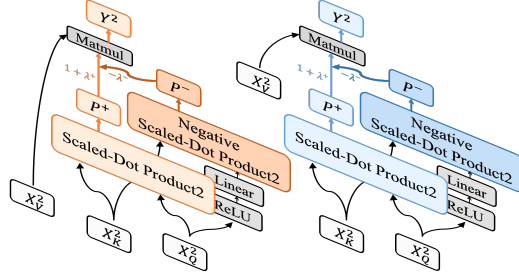 Y²
Matmul
1 + λ⁺
−λ⁻
P⁻
P⁺
Negative
Scaled-Dot Product2
Scaled-Dot Product2
Linear
ReLU
X²_V
X²_K
X²_Q
Y²
Matmul
X²_V
1 + λ⁺
−λ⁻
P⁻
P⁺
Negative
Scaled-Dot Product2
Scaled-Dot Product2
Linear
ReLU
X²_K
X²_Q